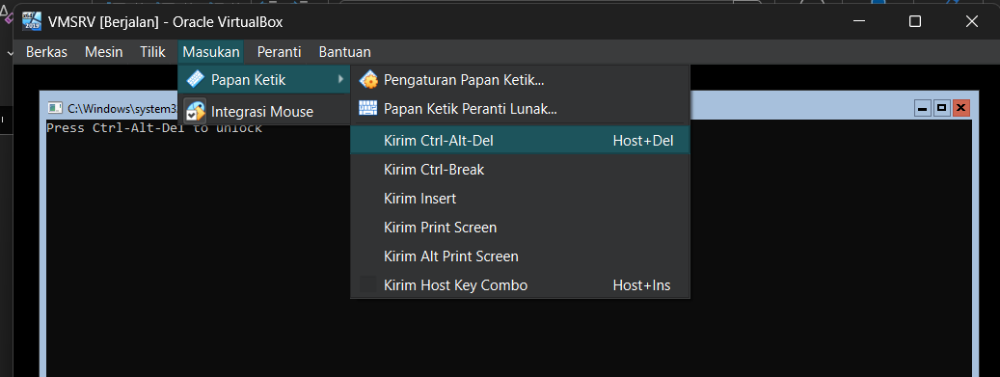 VMSRV [Berjalan] - Oracle VirtualBox
Berkas Mesin Tilik Masukan Peranti Bantuan
Papan Ketik
Integrasi Mouse
Pengaturan Papan Ketik...
Papan Ketik Peranti Lunak...
Kirim Ctrl-Alt-Del Host+Del
Kirim Ctrl-Break
Kirim Insert
Kirim Print Screen
Kirim Alt Print Screen
Kirim Host Key Combo Host+Ins
C:\Windows\system3
Press Ctrl-Alt-Del to unlock